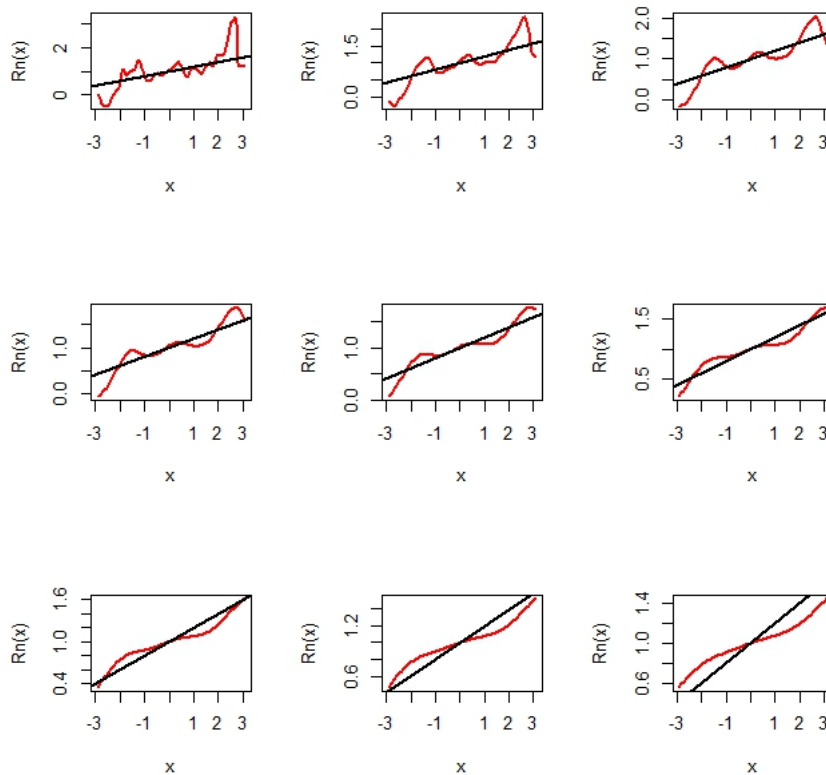 Rn(x)
0 2
-3 -1 1 2 3
x
Rn(x)
0.0 1.5
-3 -1 1 2 3
x
Rn(x)
0.0 1.0 2.0
-3 -1 1 2 3
x
Rn(x)
0.0 1.0
-3 -1 1 2 3
x
Rn(x)
0.0 1.0
-3 -1 1 2 3
x
Rn(x)
0.5 1.5
-3 -1 1 2 3
x
Rn(x)
0.4 1.0 1.6
-3 -1 1 2 3
x
Rn(x)
0.6 1.2
-3 -1 1 2 3
x
Rn(x)
0.6 1.0 1.4
-3 -1 1 2 3
x